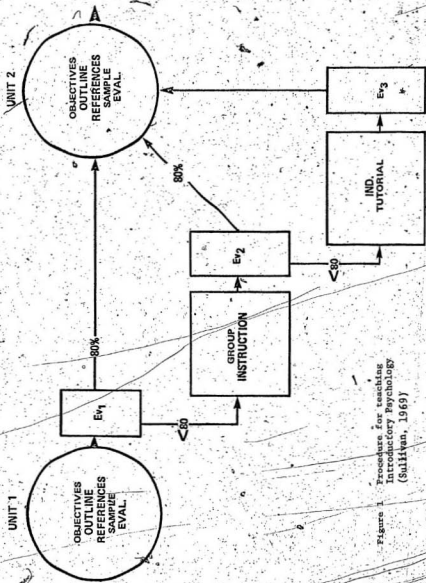 UNIT 1
OBJECTIVES
OUTLINE
REFERENCES
SAMPLE
EVAL.
Ev1
80%
<80
GROUP
INSTRUCTION
Ev2
80%
<80
IND.
TUTORIAL
Ev3
*
UNIT 2
OBJECTIVES
OUTLINE
REFERENCES
SAMPLE
EVAL.
Figure 1 Procedure for teaching
Introductory Psychology
(Sullivan, 1969)